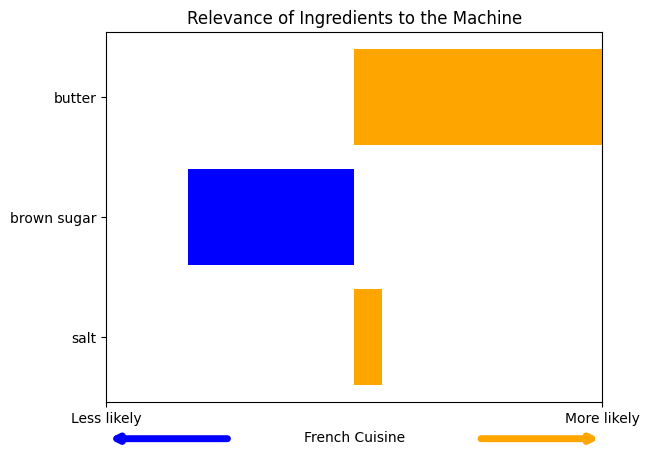 Relevance of Ingredients to the Machine
butter
brown sugar
salt
Less likely
More likely
French Cuisine